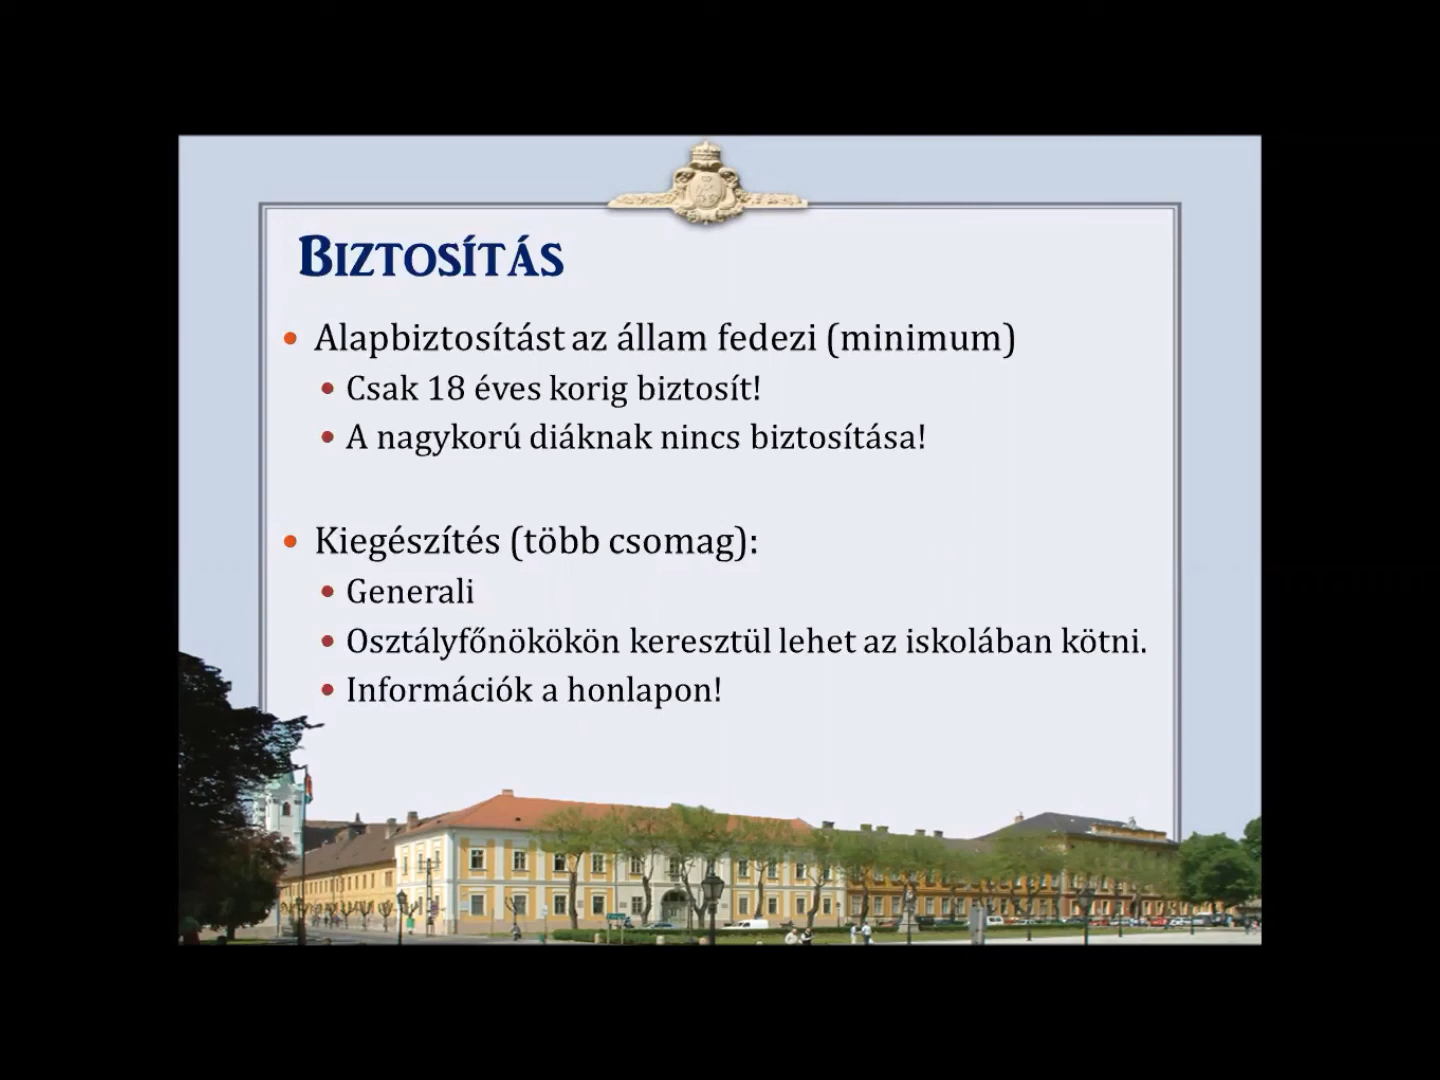 BIZTOSÍTÁS
• Alapbiztosítást az állam fedezi (minimum)
• Csak 18 éves korig biztosít!
• A nagykorú diáknak nincs biztosítása!
• Kiegészítés (több csomag):
• Generali
• Osztályfőnökökön keresztül lehet az iskolában kötni.
• Információk a honlapon!